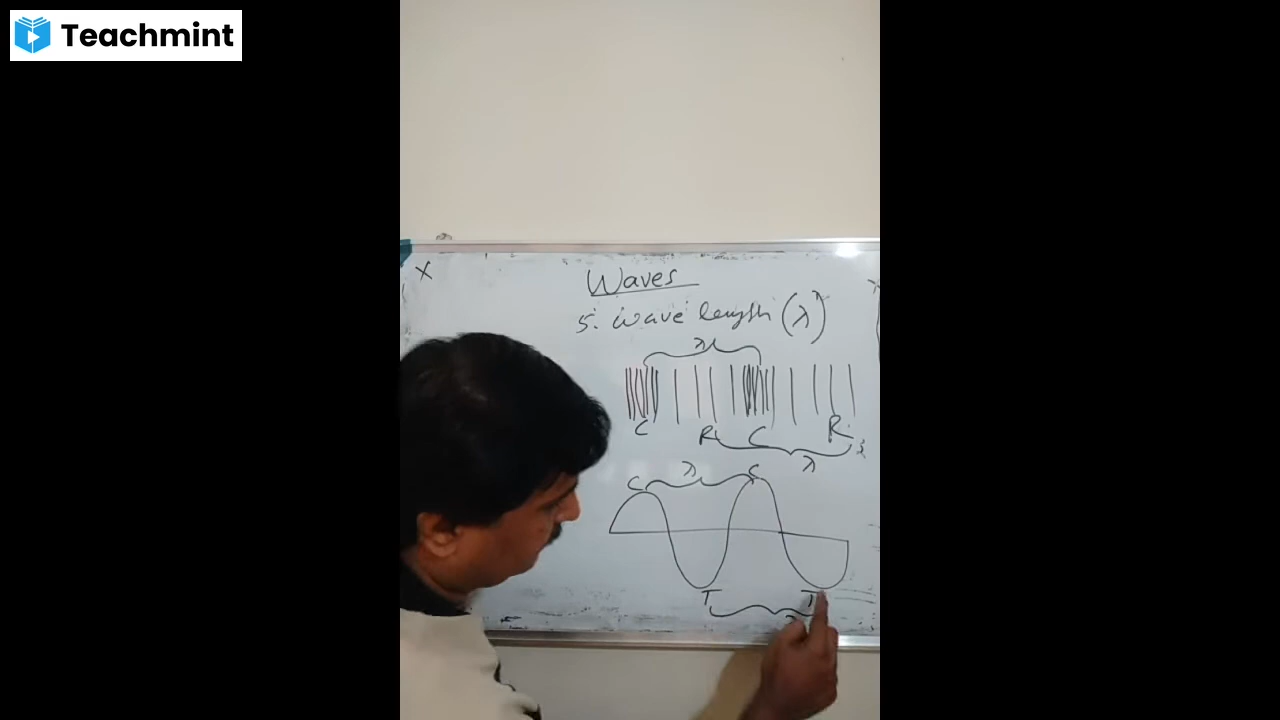 Teachmint
X
Waves
5. wave length (λ)
λ
C R C R
λ
C λ C
T T
λ